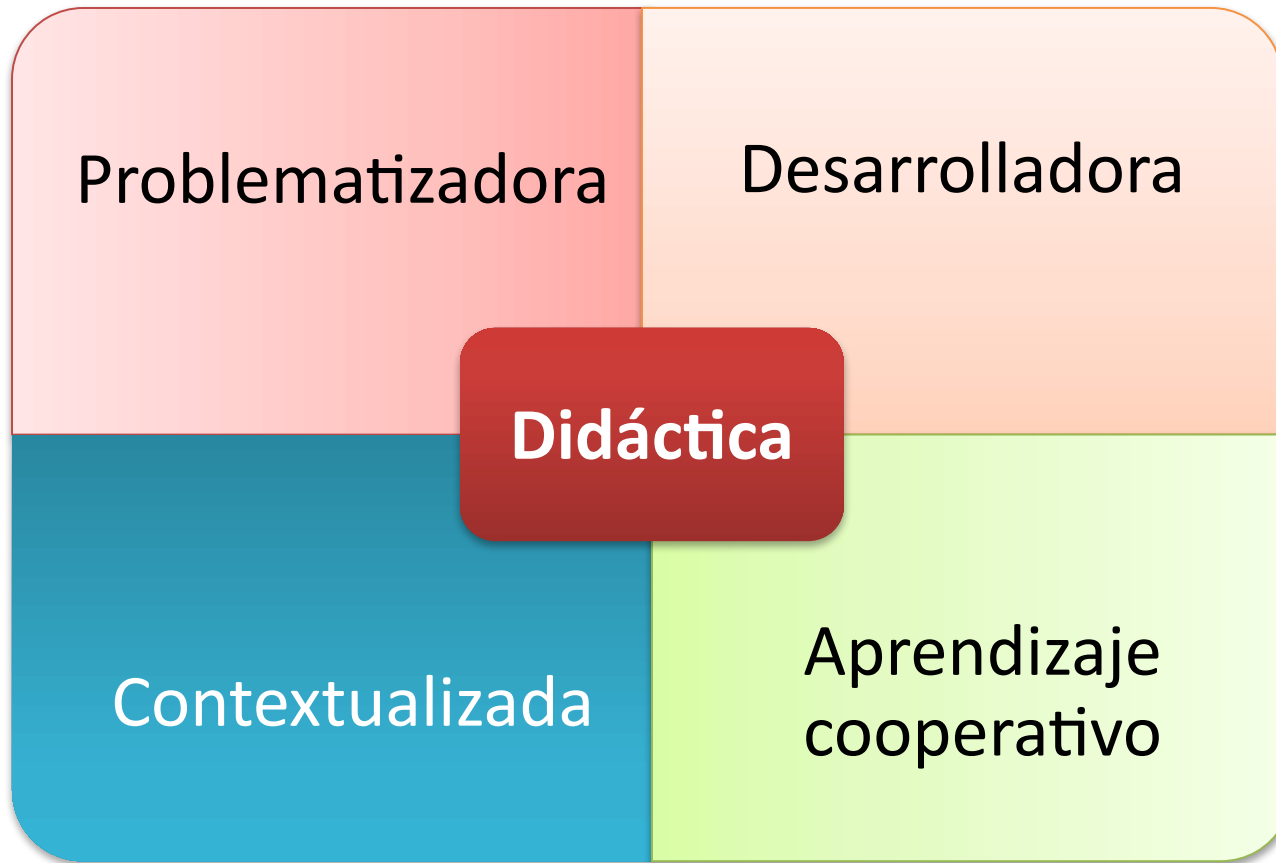 Problematizadora
Desarrolladora
Didáctica
Contextualizada
Aprendizaje
cooperativo